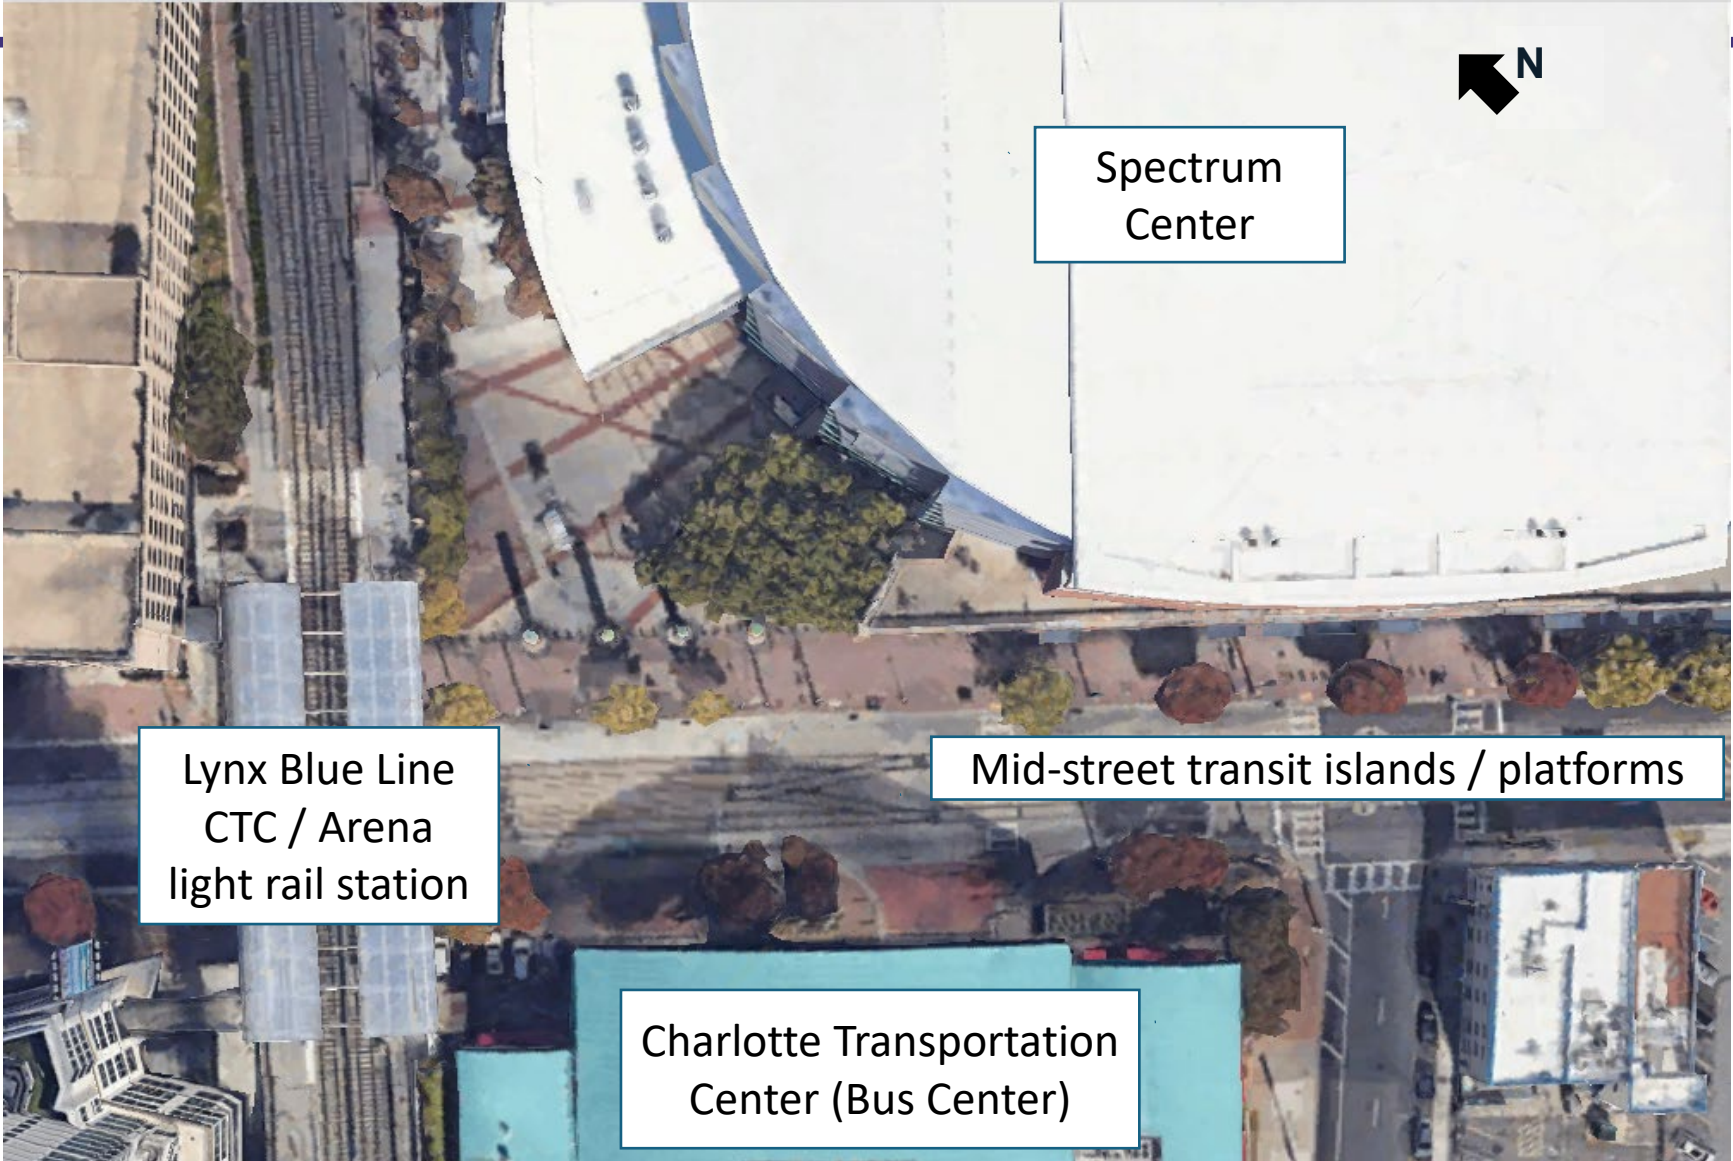 N
Spectrum
Center
Lynx Blue Line
CTC / Arena
light rail station
Mid-street transit islands / platforms
Charlotte Transportation
Center (Bus Center)